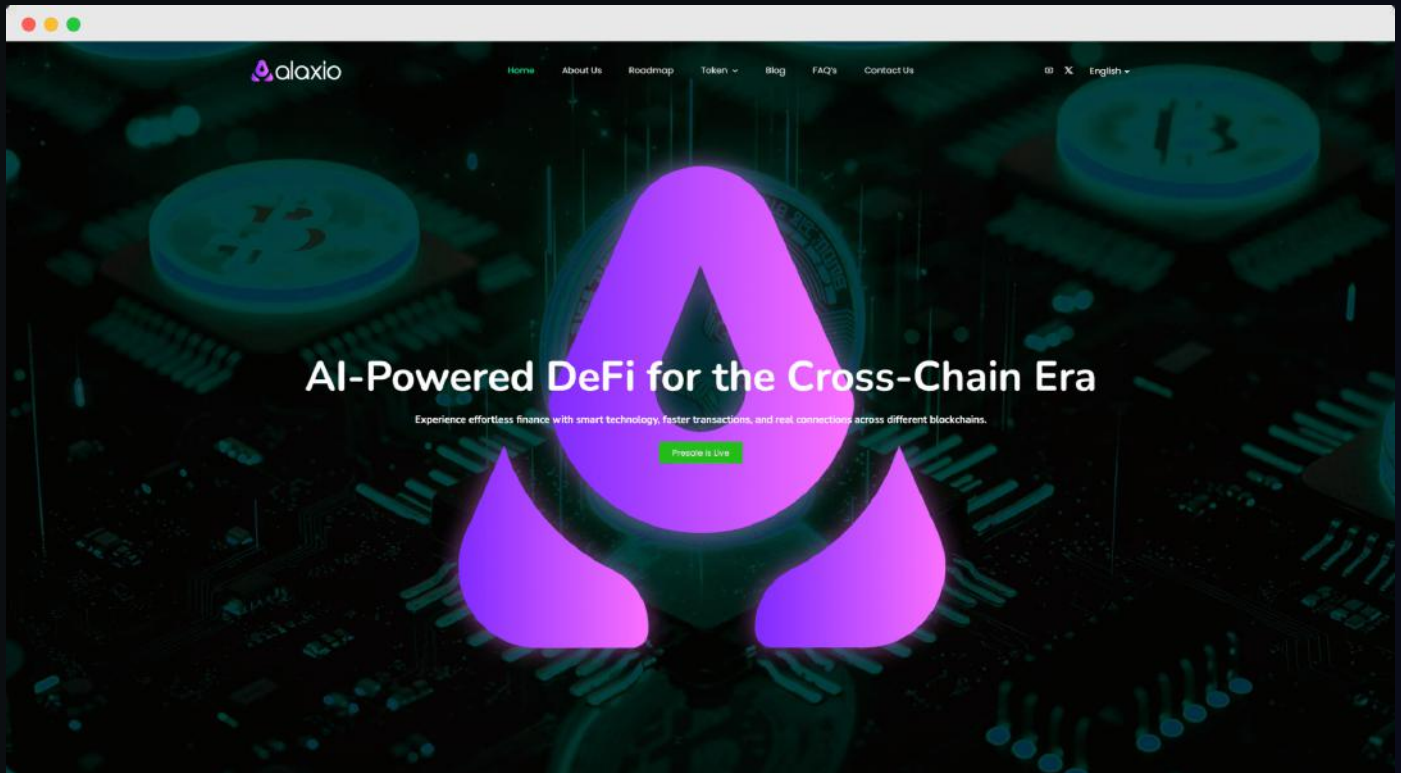 alaxio
Home About Us Roadmap Token Blog FAQ's Contact Us
English
AI-Powered DeFi for the Cross-Chain Era
Experience effortless finance with smart technology, faster transactions, and real connections across different blockchains.
Presale is Live